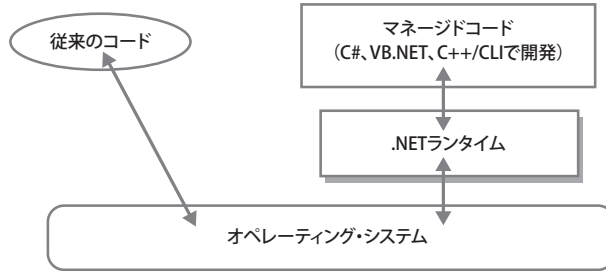 従来のコード
マネージドコード
（C#、VB.NET、C++/CLIで開発）
.NETランタイム
オペレーティング・システム